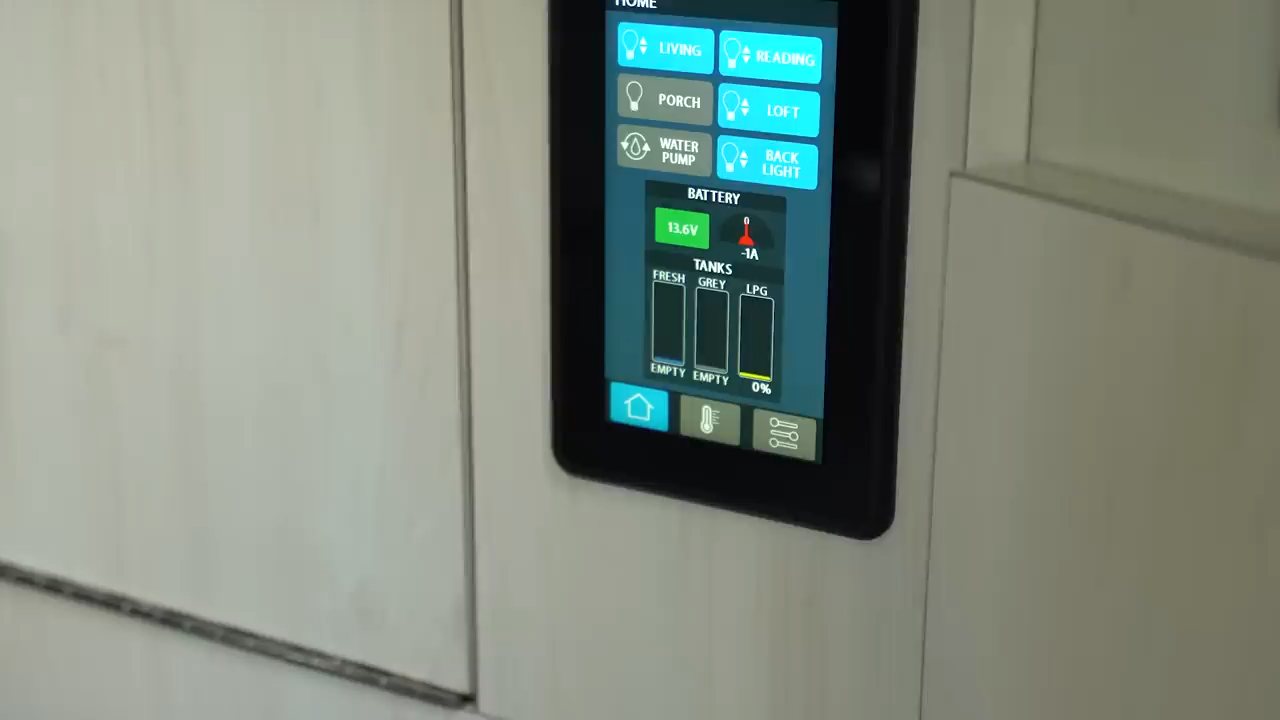 HOME
LIVING
READING
PORCH
LOFT
WATER
PUMP
BACK
LIGHT
BATTERY
13.6V
0
-1A
TANKS
FRESH
GREY
LPG
EMPTY
EMPTY
0%